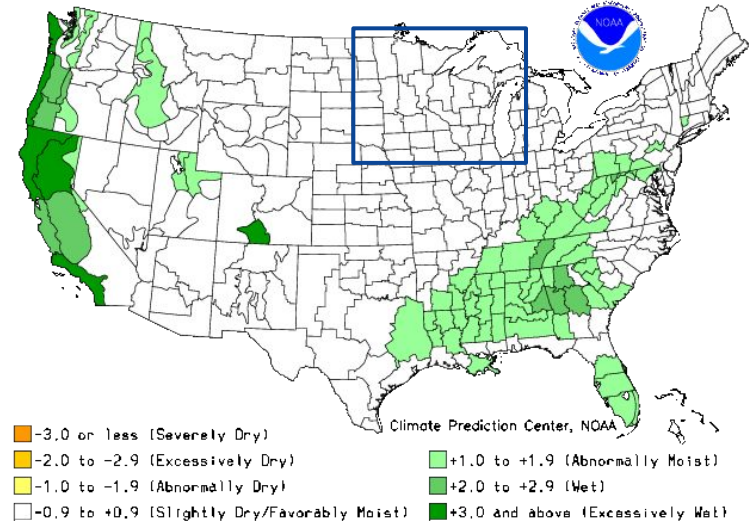 NOAA
Climate Prediction Center, NOAA
-3.0 or less (Severely Dry)
-2.0 to -2.9 (Excessively Dry)
-1.0 to -1.9 (Abnormally Dry)
-0.9 to +0.9 (Slightly Dry/Favorably Moist)
+1.0 to +1.9 (Abnormally Moist)
+2.0 to +2.9 (Wet)
+3.0 and above (Excessively Wet)